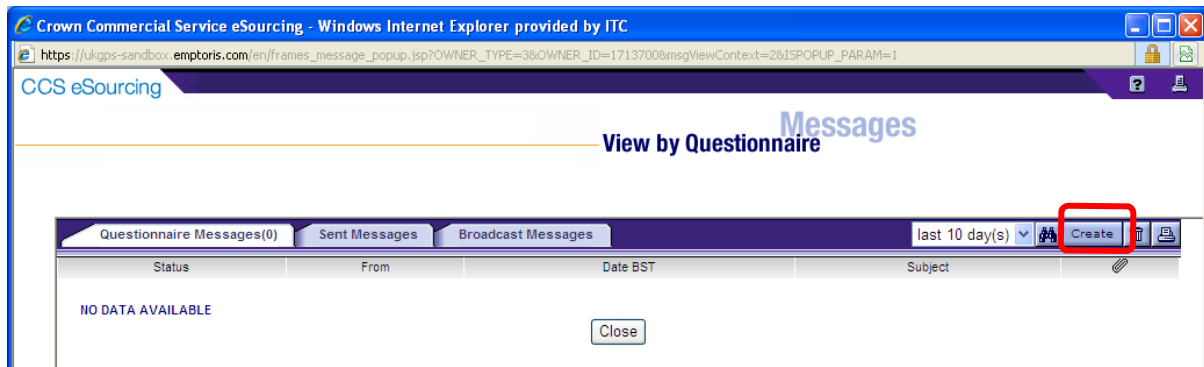 Crown Commercial Service eSourcing - Windows Internet Explorer provided by ITC
https://ukgps-sandbox.emptoris.com/en/frames_message_popup.jsp?OWNER_TYPE=3&OWNER_ID=1713700&msgViewContext=2&ISPOPUP_PARAM=1
CCS eSourcing
Messages
View by Questionnaire
Questionnaire Messages(0) Sent Messages Broadcast Messages last 10 day(s) Create
Status From Date BST Subject
NO DATA AVAILABLE
Close